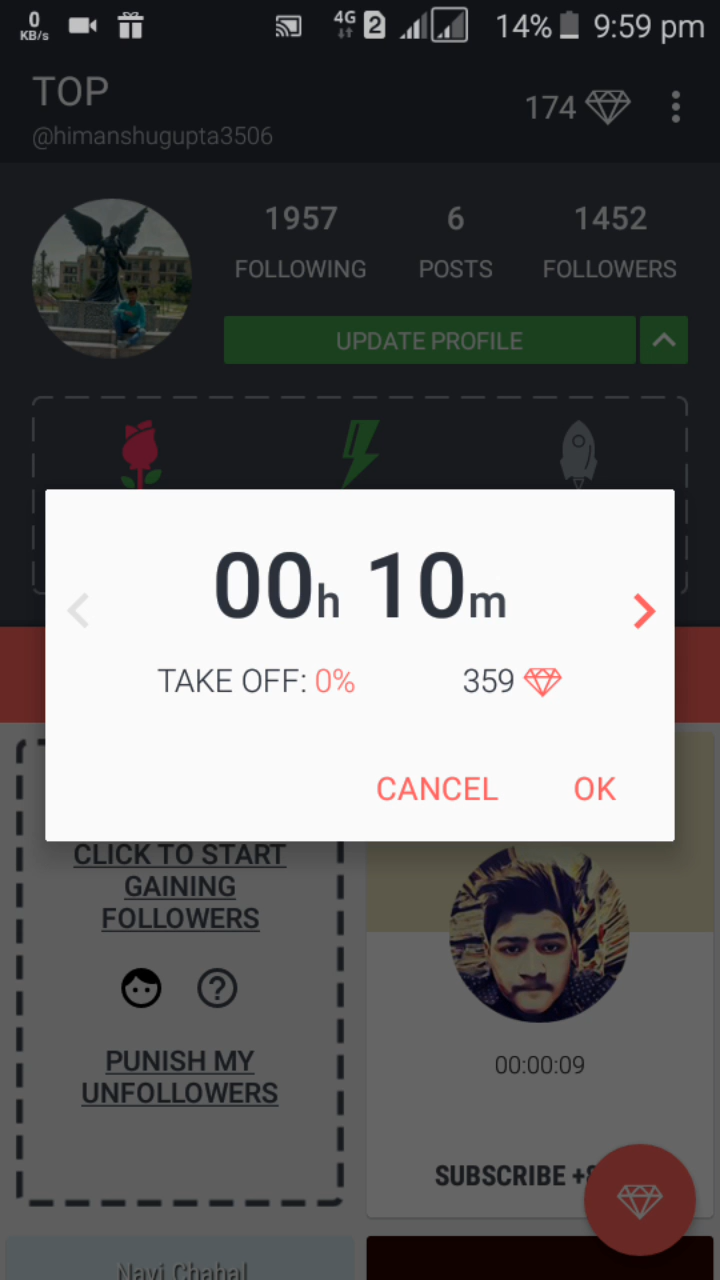 0
KB/s
4G
2
14%
9:59 pm
TOP
174
@himanshugupta3506
1957
6
1452
FOLLOWING
POSTS
FOLLOWERS
UPDATE PROFILE
00h 10m
TAKE OFF: 0%
359
CANCEL
OK
CLICK TO START
GAINING
FOLLOWERS
PUNISH MY
UNFOLLOWERS
00:00:09
SUBSCRIBE
Navi Chahal